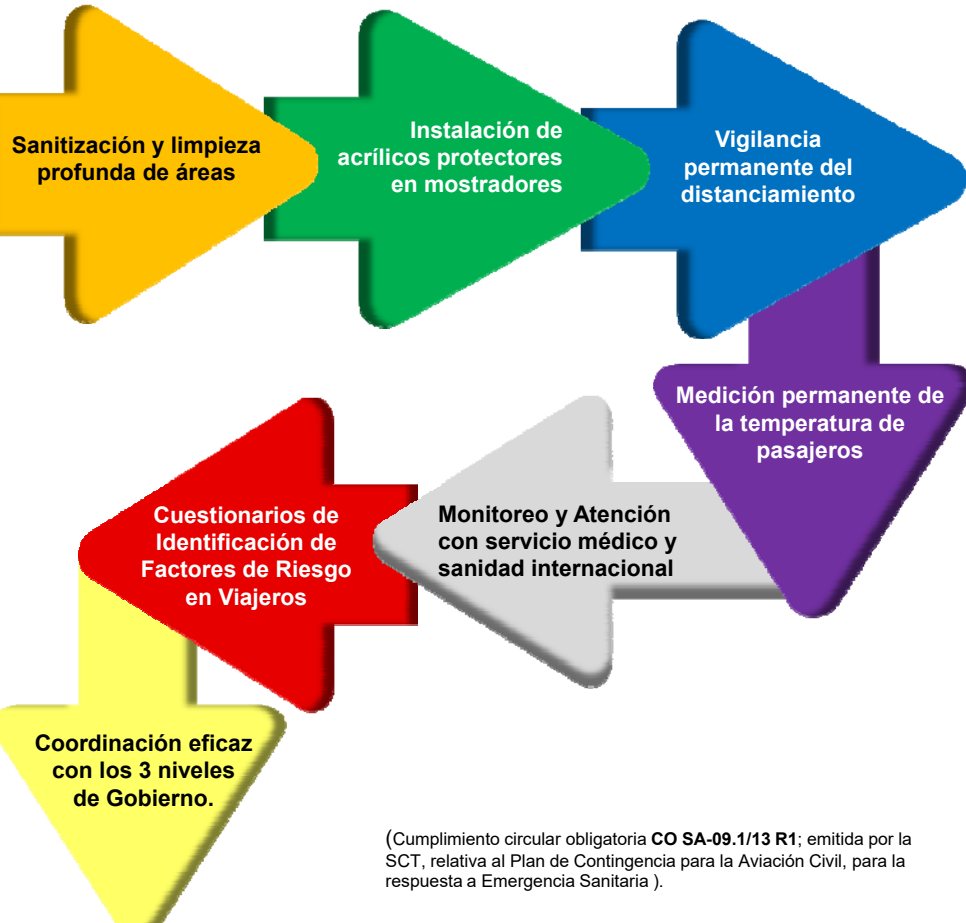 Sanitización y limpieza
profunda de áreas
Instalación de
acrílicos protectores
en mostradores
Vigilancia
permanente del
distanciamiento
Medición permanente de
la temperatura de
pasajeros
Monitoreo y Atención
con servicio médico y
sanidad internacional
Cuestionarios de
Identificación de
Factores de Riesgo
en Viajeros
Coordinación eficaz
con los 3 niveles
de Gobierno.
(Cumplimiento circular obligatoria CO SA-09.1/13 R1; emitida por la
SCT, relativa al Plan de Contingencia para la Aviación Civil, para la
respuesta a Emergencia Sanitaria ).